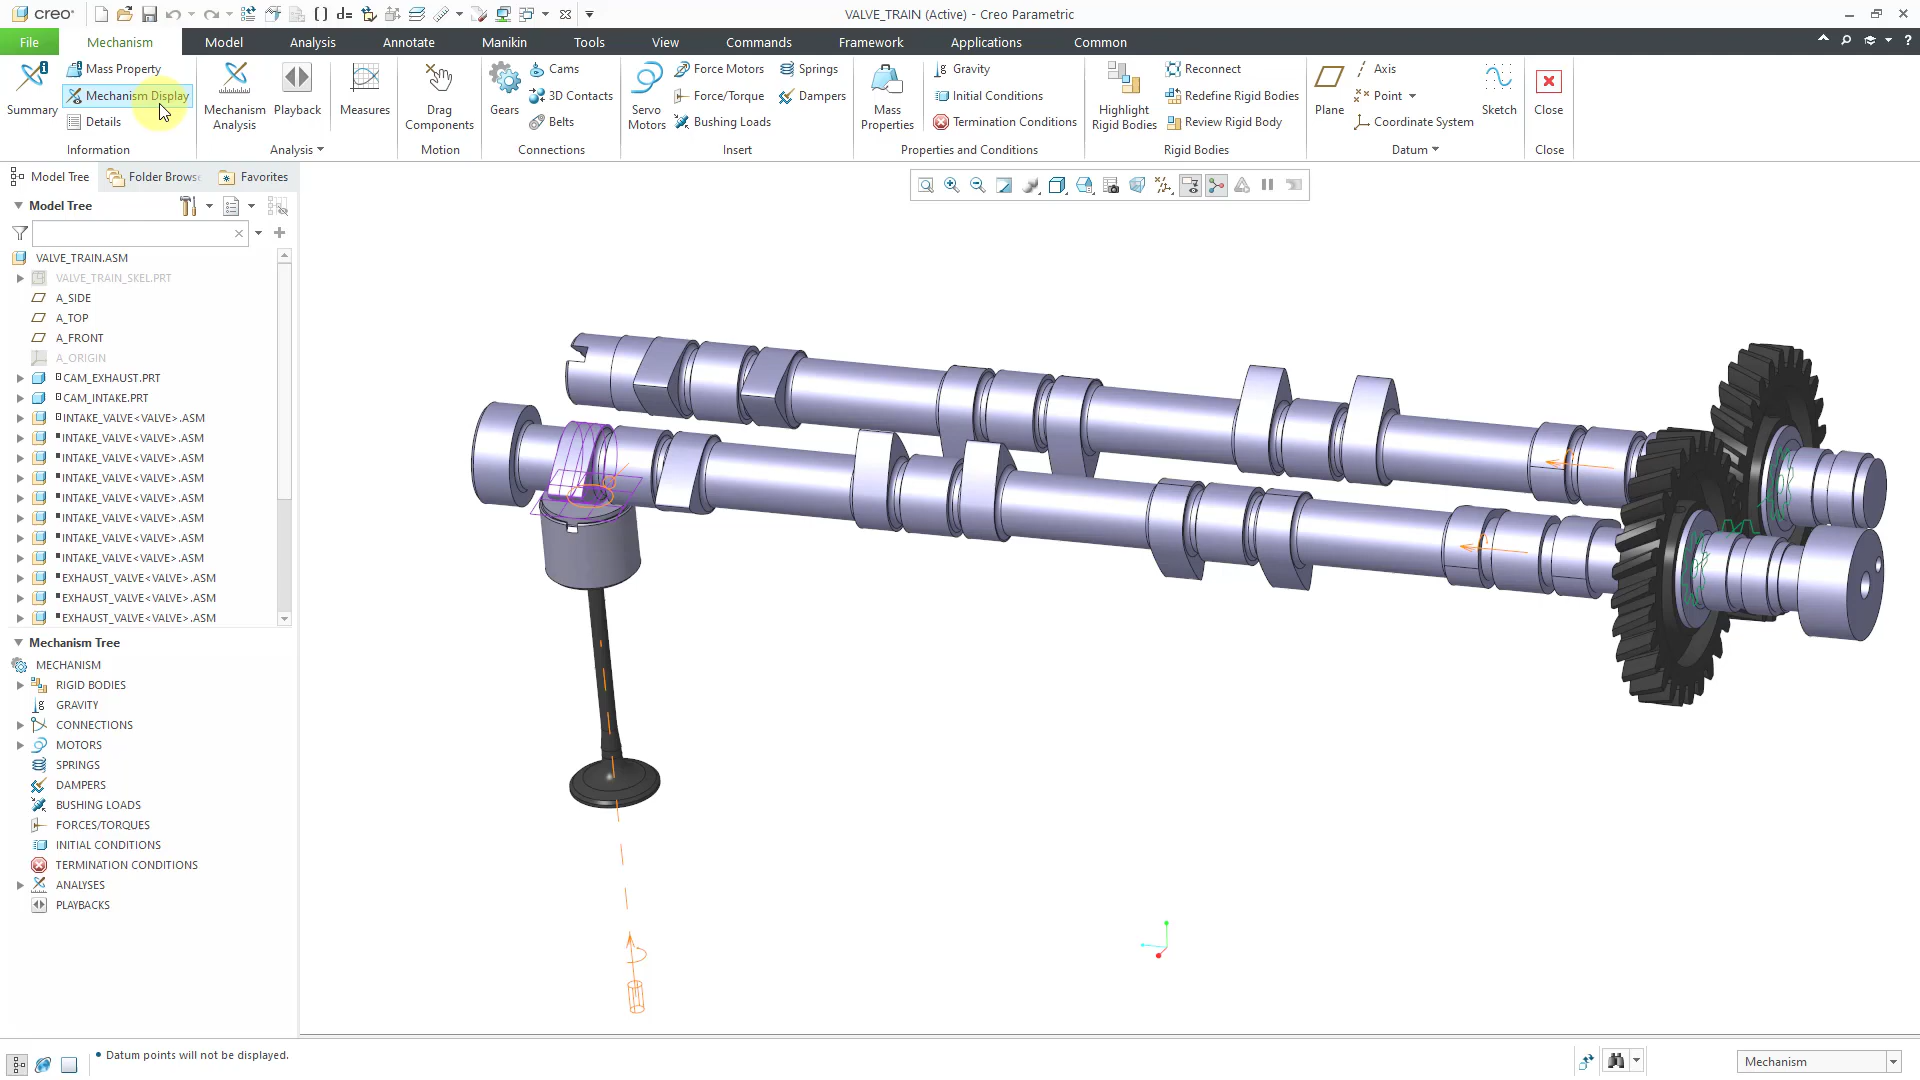 creo
VALVE_TRAIN (Active) - Creo Parametric
File
Mechanism
Model
Analysis
Annotate
Manikin
Tools
View
Commands
Framework
Applications
Common
Summary
Mass Property
Mechanism Display
Details
Information
Mechanism
Analysis
Playback
Analysis
Measures
Drag
Components
Motion
Gears
Cams
3D Contacts
Belts
Connections
Servo
Motors
Force Motors
Force/Torque
Bushing Loads
Springs
Dampers
Insert
Mass
Properties
Gravity
Initial Conditions
Termination Conditions
Properties and Conditions
Highlight
Rigid Bodies
Reconnect
Redefine Rigid Bodies
Review Rigid Body
Rigid Bodies
Plane
Axis
Point
Coordinate System
Sketch
Datum
Close
Close
Model Tree
Folder Brows
Favorites
Model Tree
VALVE_TRAIN.ASM
VALVE_TRAIN_SKEL.PRT
A_SIDE
A_TOP
A_FRONT
A_ORIGIN
CAM_EXHAUST.PRT
CAM_INTAKE.PRT
INTAKE_VALVE<VALVE>.ASM
INTAKE_VALVE<VALVE>.ASM
INTAKE_VALVE<VALVE>.ASM
INTAKE_VALVE<VALVE>.ASM
INTAKE_VALVE<VALVE>.ASM
INTAKE_VALVE<VALVE>.ASM
INTAKE_VALVE<VALVE>.ASM
INTAKE_VALVE<VALVE>.ASM
EXHAUST_VALVE<VALVE>.ASM
EXHAUST_VALVE<VALVE>.ASM
EXHAUST_VALVE<VALVE>.ASM
Mechanism Tree
MECHANISM
RIGID BODIES
GRAVITY
CONNECTIONS
MOTORS
SPRINGS
DAMPERS
BUSHING LOADS
FORCES/TORQUES
INITIAL CONDITIONS
TERMINATION CONDITIONS
ANALYSES
PLAYBACKS
• Datum points will not be displayed.
Mechanism